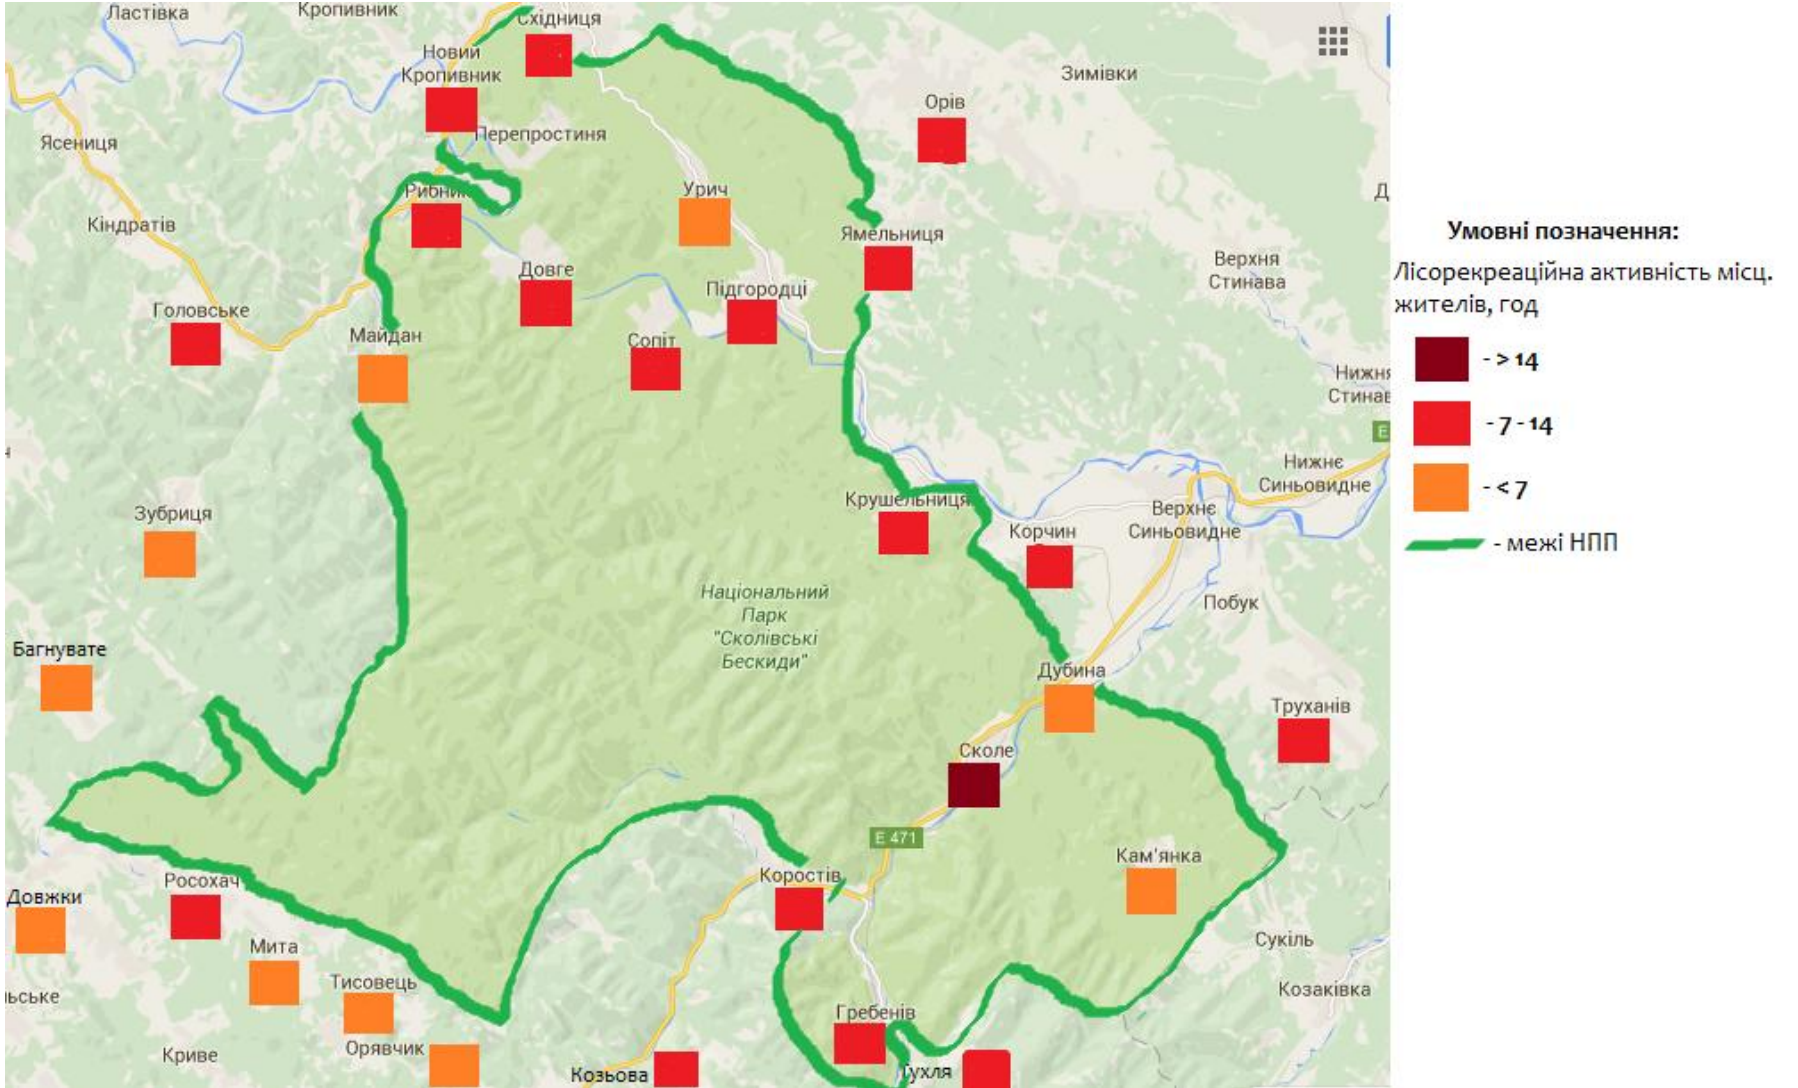 Ластівка
Кропивник
Східниця
Новий
Кропивник
Зимівки
Орів
Перепростиня
Ясениця
Рибник
Урич
Д
Кіндратів
Ямельниця
Умовні позначення:
Верхня
Стинава
Лісорекреаційна активність місц.
жителів, год
Довге
Підгородці
Головське
Майдан
Сопіт
- > 14
Нижня
Стинав
- 7 - 14
E
Нижнє
Синьовидне
- < 7
Крушельниця
Зубриця
Верхнє
Синьовидне
Корчин
- межі НПП
Національний
Парк
"Сколівські
Бескиди"
Побук
Багнувате
Дубина
Труханів
Сколе
E 471
Кам'янка
Коростів
Росохач
Довжки
Мита
Сукіль
Тисовець
ьське
Козаківка
Гребенів
Криве
Орявчик
Козьова
Тухля